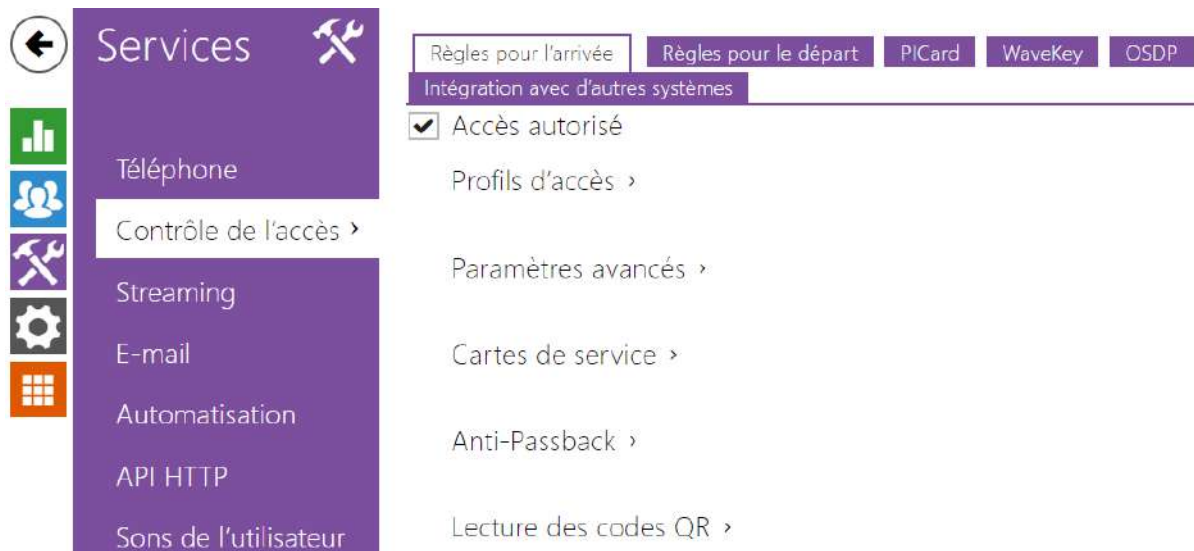 Services
Téléphone
Contrôle de l'accès ›
Streaming
E-mail
Automatisation
API HTTP
Sons de l'utilisateur
Règles pour l'arrivée
Règles pour le départ
PICard
WaveKey
OSDP
Intégration avec d'autres systèmes
Accès autorisé
Profils d'accès ›
Paramètres avancés ›
Cartes de service ›
Anti-Passback ›
Lecture des codes QR ›